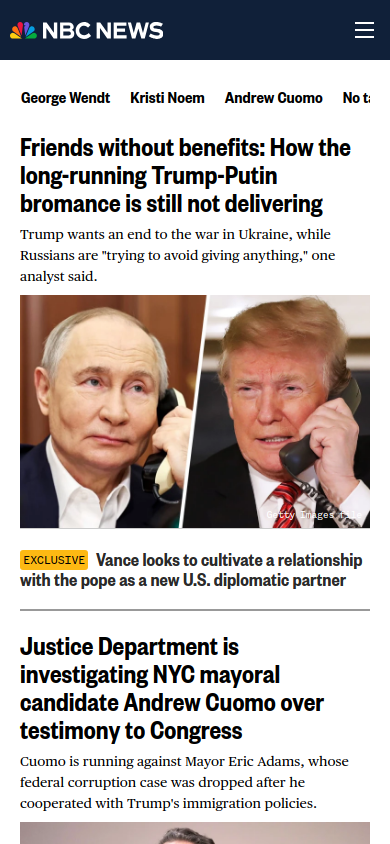 NBC NEWS
George Wendt Kristi Noem Andrew Cuomo No ta
Friends without benefits: How the
long-running Trump-Putin
bromance is still not delivering
Trump wants an end to the war in Ukraine, while
Russians are "trying to avoid giving anything," one
analyst said.
Getty Images file
EXCLUSIVE Vance looks to cultivate a relationship
with the pope as a new U.S. diplomatic partner
Justice Department is
investigating NYC mayoral
candidate Andrew Cuomo over
testimony to Congress
Cuomo is running against Mayor Eric Adams, whose
federal corruption case was dropped after he
cooperated with Trump's immigration policies.